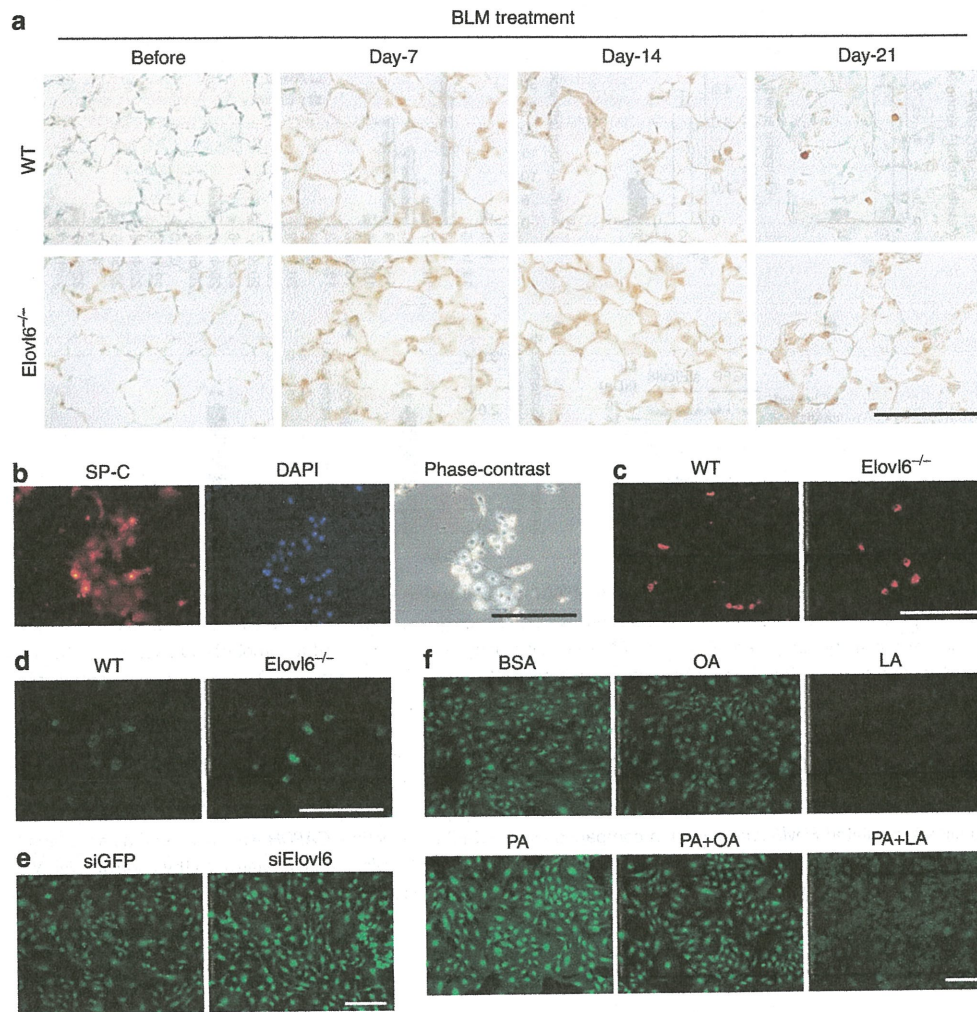 a
BLM treatment
Before Day-7 Day-14 Day-21
WT
Elovl6−/−
b SP-C DAPI Phase-contrast
c WT Elovl6−/−
d WT Elovl6−/−
e siGFP siElovl6
f BSA OA LA
PA PA+OA PA+LA